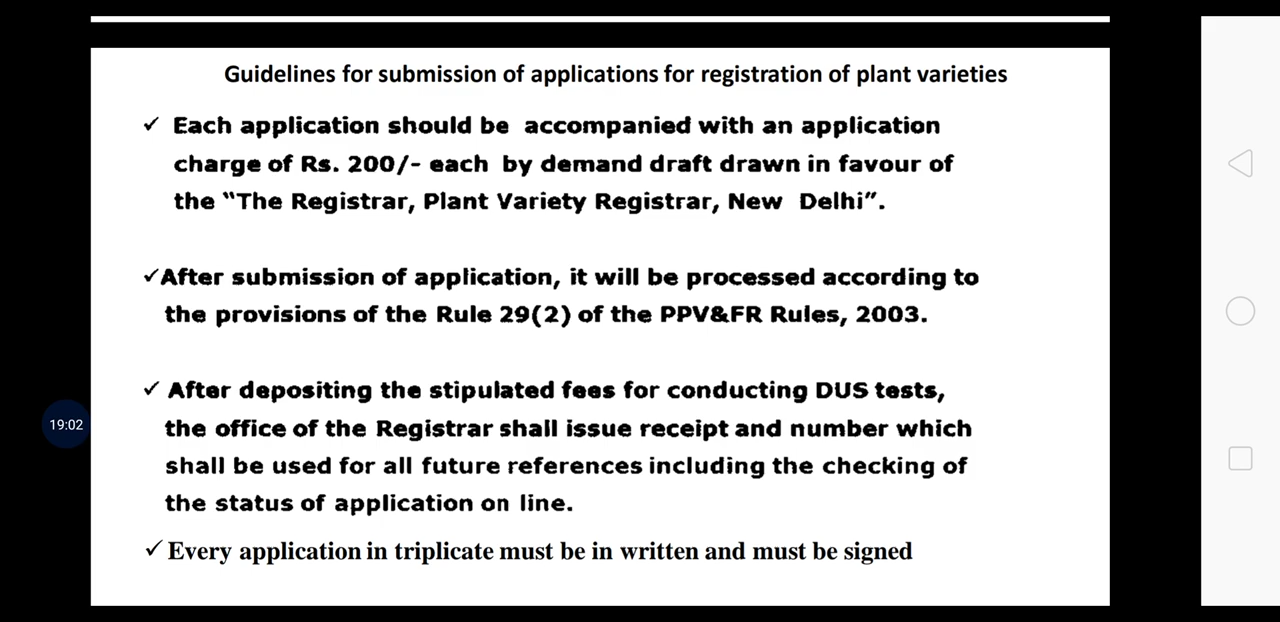 Guidelines for submission of applications for registration of plant varieties
✓ Each application should be accompanied with an application
charge of Rs. 200/- each by demand draft drawn in favour of
the “The Registrar, Plant Variety Registrar, New Delhi”.
✓After submission of application, it will be processed according to
the provisions of the Rule 29(2) of the PPV&FR Rules, 2003.
✓ After depositing the stipulated fees for conducting DUS tests,
the office of the Registrar shall issue receipt and number which
shall be used for all future references including the checking of
the status of application on line.
✓ Every application in triplicate must be in written and must be signed
19:02